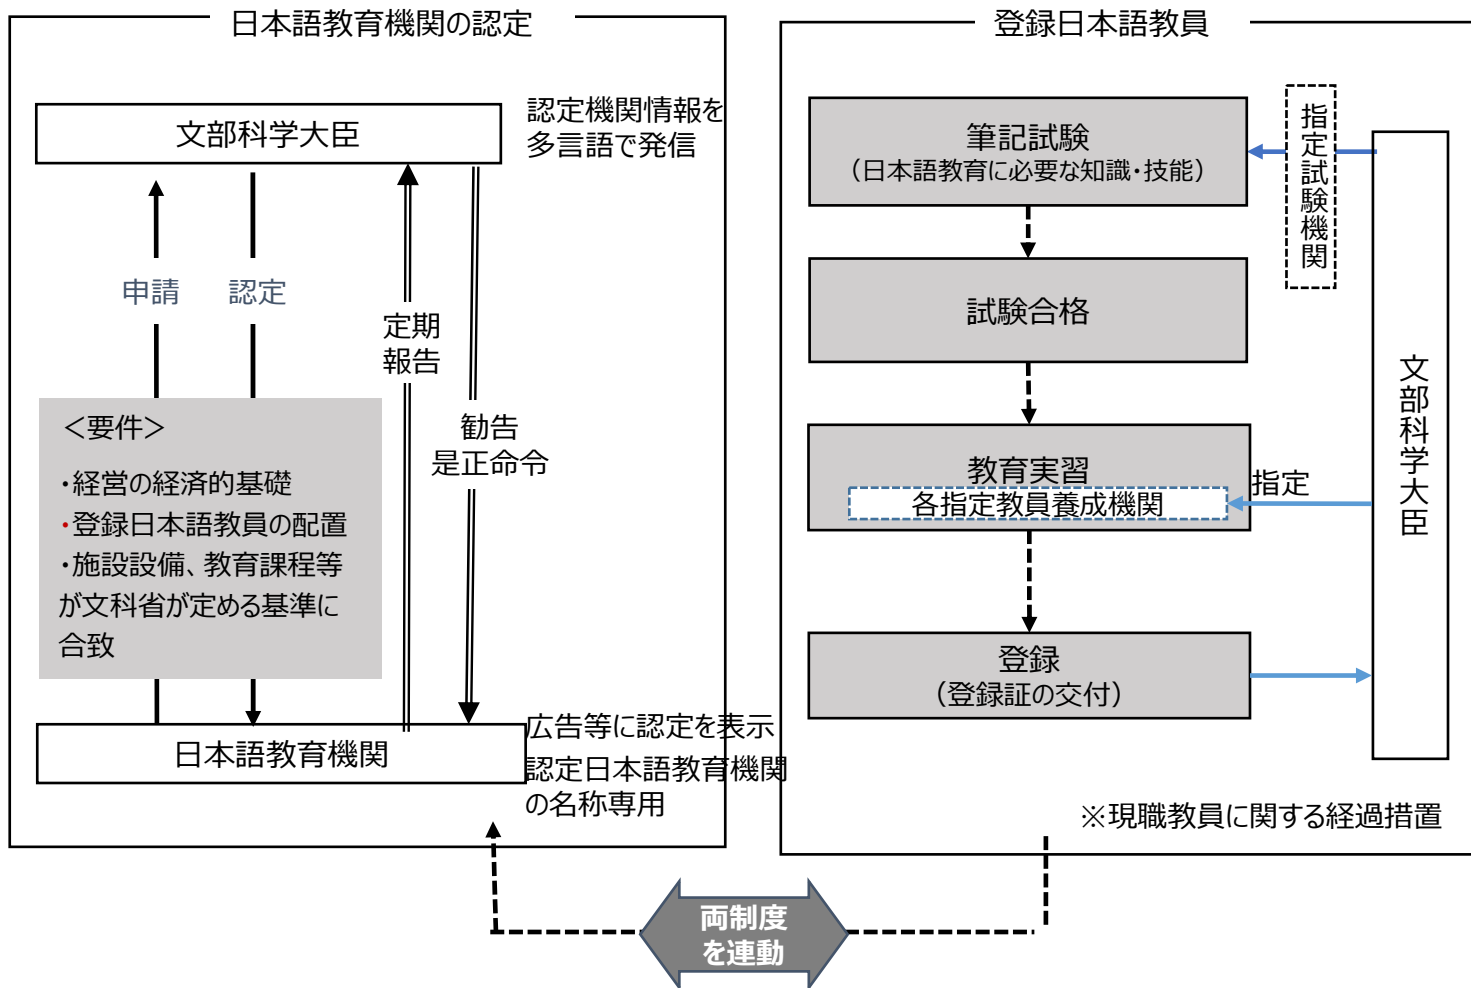 日本語教育機関の認定
文部科学大臣
認定機関情報を
多言語で発信
申請
認定
定期
報告
勧告
是正命令
＜要件＞
・経営の経済的基礎
・登録日本語教員の配置
・施設設備、教育課程等
が文科省が定める基準に
合致
日本語教育機関
広告等に認定を表示
認定日本語教育機関
の名称専用
登録日本語教員
筆記試験
（日本語教育に必要な知識・技能）
指定試験機関
試験合格
文部科学大臣
教育実習
各指定教員養成機関
指定
登録
（登録証の交付）
※現職教員に関する経過措置
両制度
を連動